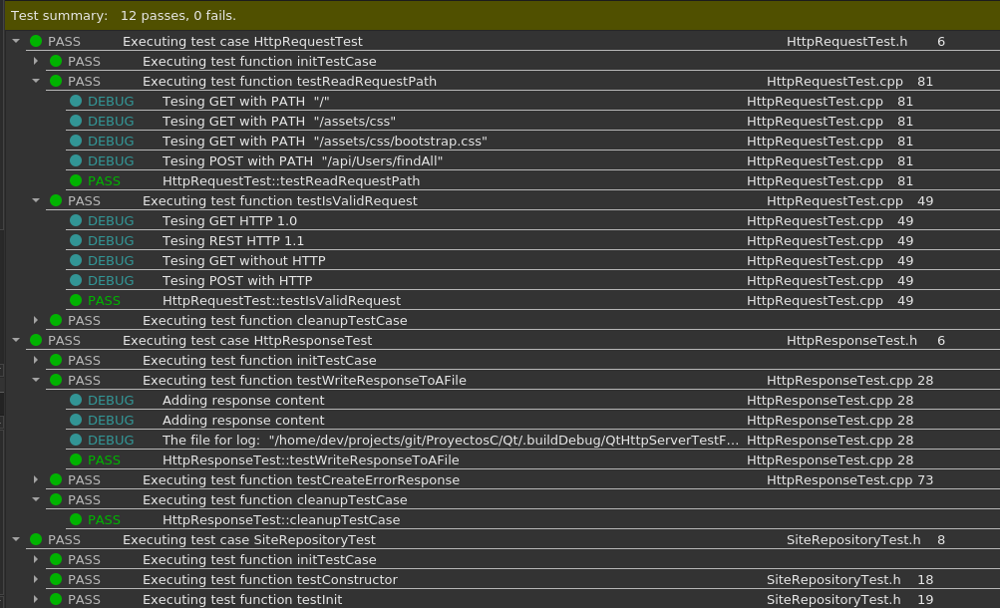 Test summary: 12 passes, 0 fails.
PASS Executing test case HttpRequestTest HttpRequestTest.h 6
PASS Executing test function initTestCase
PASS Executing test function testReadRequestPath HttpRequestTest.cpp 81
DEBUG Tesing GET with PATH "/" HttpRequestTest.cpp 81
DEBUG Tesing GET with PATH "/assets/css" HttpRequestTest.cpp 81
DEBUG Tesing GET with PATH "/assets/css/bootstrap.css" HttpRequestTest.cpp 81
DEBUG Tesing POST with PATH "/api/Users/findAll" HttpRequestTest.cpp 81
PASS HttpRequestTest::testReadRequestPath HttpRequestTest.cpp 81
PASS Executing test function testIsValidRequest HttpRequestTest.cpp 49
DEBUG Tesing GET HTTP 1.0 HttpRequestTest.cpp 49
DEBUG Tesing REST HTTP 1.1 HttpRequestTest.cpp 49
DEBUG Tesing GET without HTTP HttpRequestTest.cpp 49
DEBUG Tesing POST with HTTP HttpRequestTest.cpp 49
PASS HttpRequestTest::testIsValidRequest HttpRequestTest.cpp 49
PASS Executing test function cleanupTestCase
PASS Executing test case HttpResponseTest HttpResponseTest.h 6
PASS Executing test function initTestCase
PASS Executing test function testWriteResponseToAFile HttpResponseTest.cpp 28
DEBUG Adding response content HttpResponseTest.cpp 28
DEBUG Adding response content HttpResponseTest.cpp 28
DEBUG The file for log: "/home/dev/projects/git/ProyectosC/Qt/.buildDebug/QtHttpServerTestF... HttpResponseTest.cpp 28
PASS HttpResponseTest::testWriteResponseToAFile HttpResponseTest.cpp 28
PASS Executing test function testCreateErrorResponse HttpResponseTest.cpp 73
PASS Executing test function cleanupTestCase
PASS HttpResponseTest::cleanupTestCase
PASS Executing test case SiteRepositoryTest SiteRepositoryTest.h 8
PASS Executing test function initTestCase
PASS Executing test function testConstructor SiteRepositoryTest.h 18
PASS Executing test function testInit SiteRepositoryTest.h 19